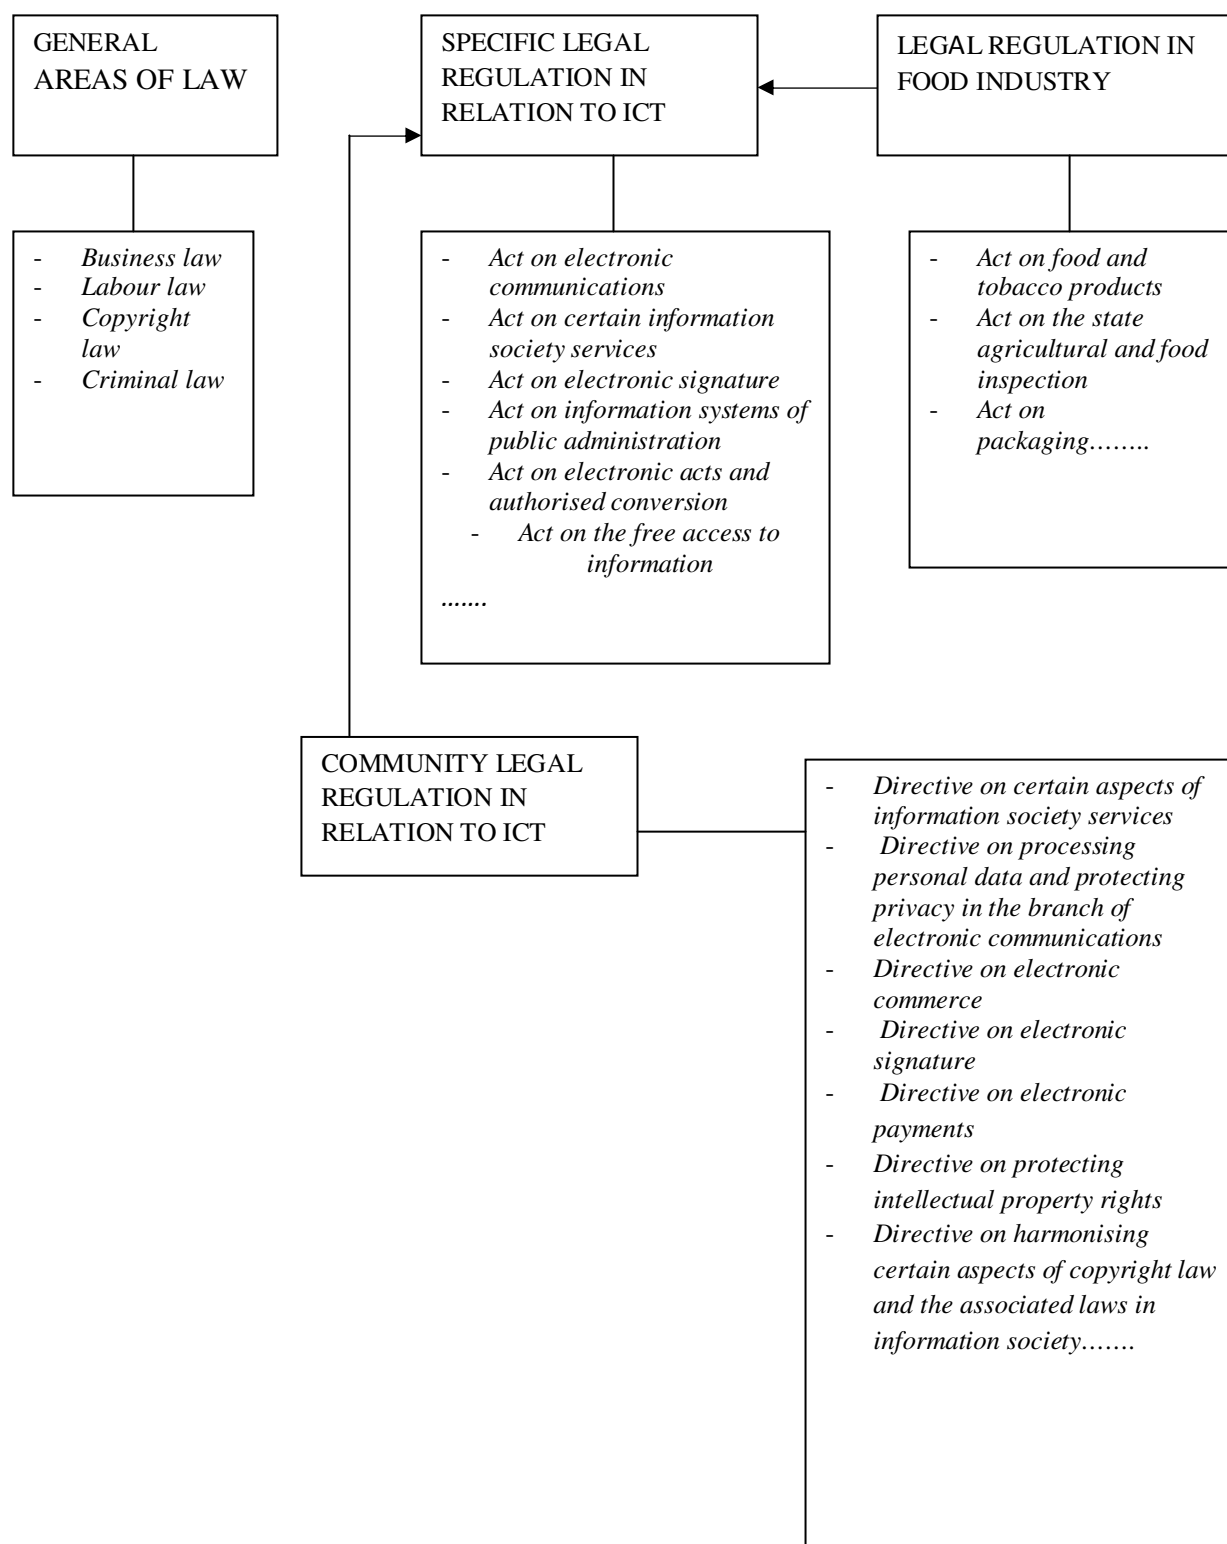 GENERAL
AREAS OF LAW
SPECIFIC LEGAL
REGULATION IN
RELATION TO ICT
LEGAL REGULATION IN
FOOD INDUSTRY
- Business law
- Labour law
- Copyright
law
- Criminal law
- Act on electronic
communications
- Act on certain information
society services
- Act on electronic signature
- Act on information systems of
public administration
- Act on electronic acts and
authorised conversion
- Act on the free access to
information
.......
- Act on food and
tobacco products
- Act on the state
agricultural and food
inspection
- Act on
packaging........
COMMUNITY LEGAL
REGULATION IN
RELATION TO ICT
- Directive on certain aspects of
information society services
- Directive on processing
personal data and protecting
privacy in the branch of
electronic communications
- Directive on electronic
commerce
- Directive on electronic
signature
- Directive on electronic
payments
- Directive on protecting
intellectual property rights
- Directive on harmonising
certain aspects of copyright law
and the associated laws in
information society.......